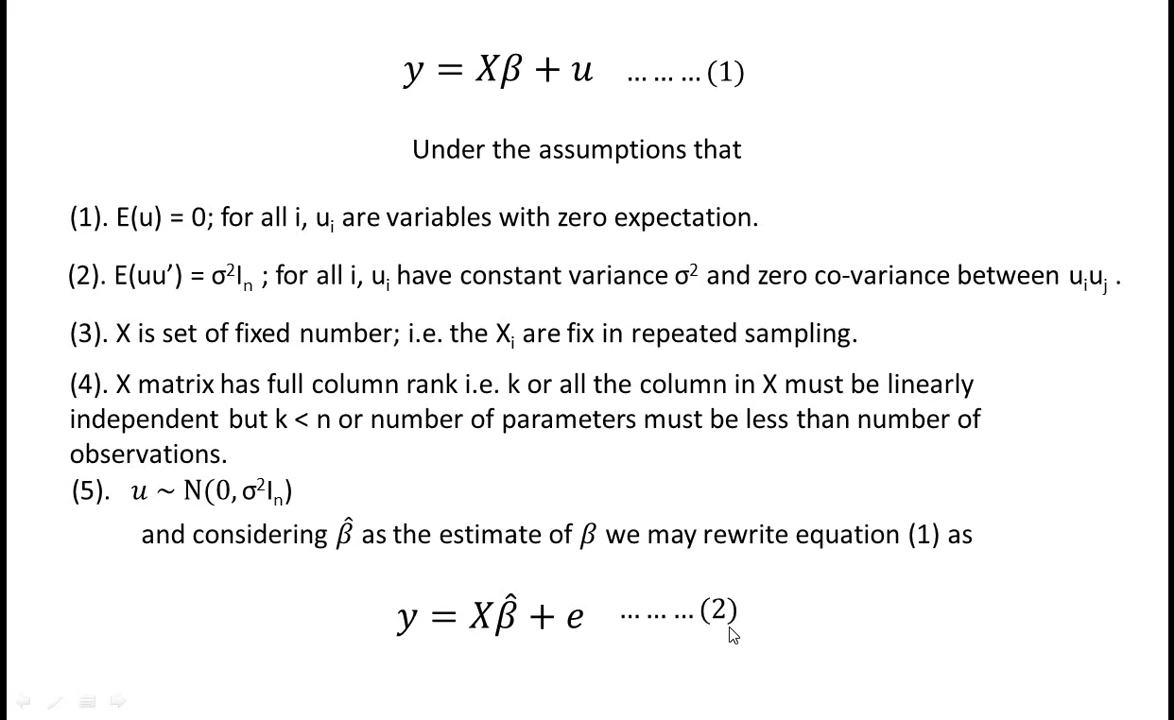 y = Xβ + u ... ... ... (1)
Under the assumptions that
(1). E(u) = 0; for all i, uᵢ are variables with zero expectation.
(2). E(uu’) = σ²Iₙ ; for all i, uᵢ have constant variance σ² and zero co-variance between uᵢuⱼ .
(3). X is set of fixed number; i.e. the Xᵢ are fix in repeated sampling.
(4). X matrix has full column rank i.e. k or all the column in X must be linearly
independent but k < n or number of parameters must be less than number of
observations.
(5). u ~ N(0, σ²Iₙ)
and considering β̂ as the estimate of β we may rewrite equation (1) as
y = Xβ̂ + e ... ... ... (2)